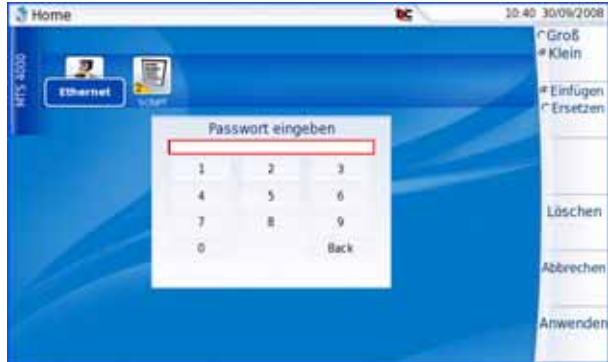 Home
10:40 30/09/2008
MTS 4000
Ethernet
Passwort eingeben
1 2 3
4 5 6
7 8 9
0 Back
Groß
Klein
Einfügen
Ersetzen
Löschen
Abbrechen
Anwenden